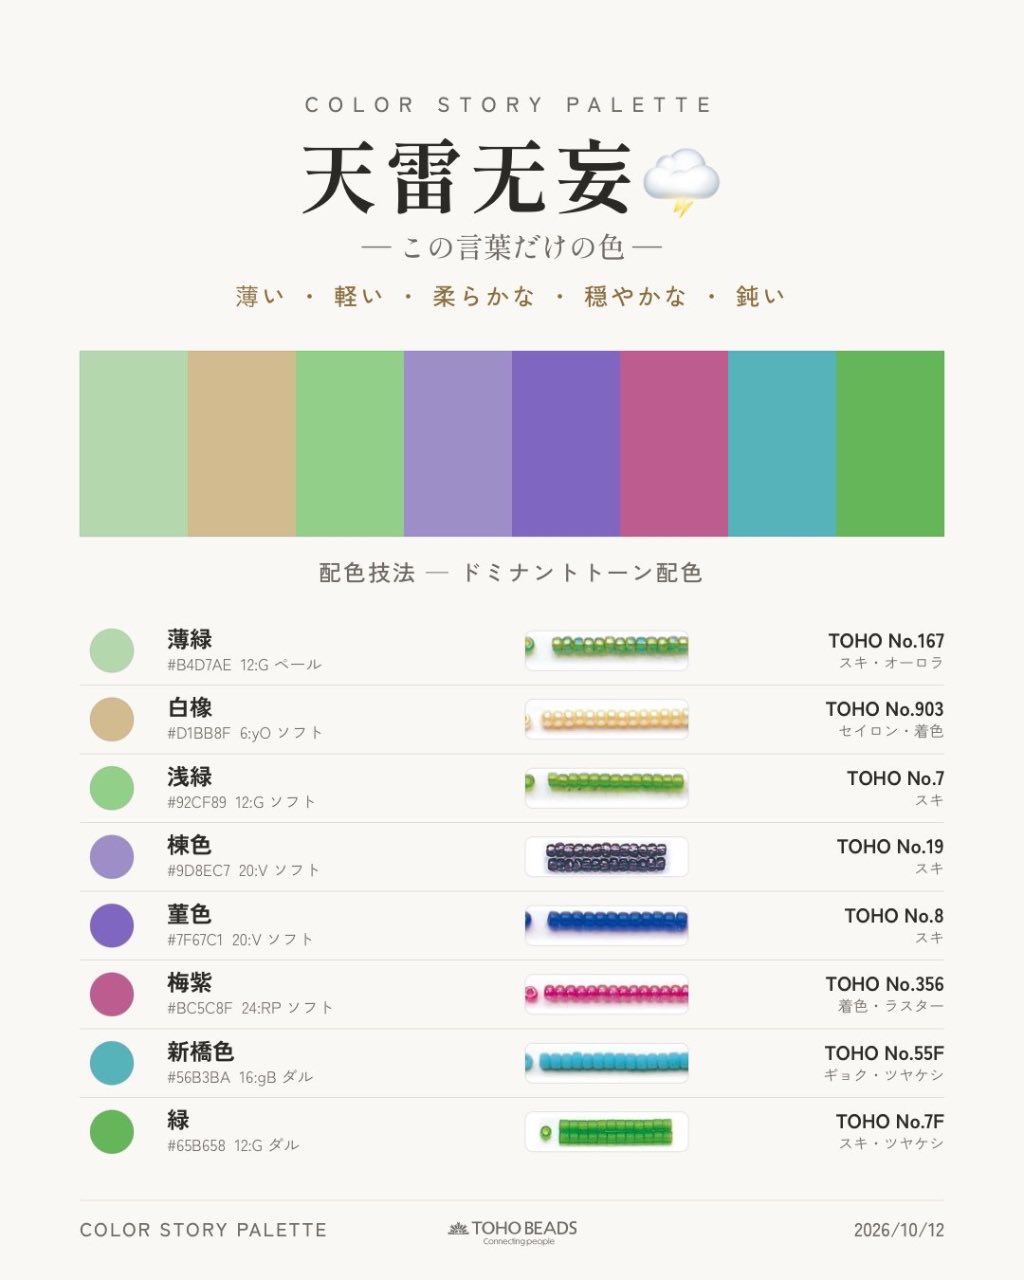 COLOR STORY PALETTE
天雷无妄🌩️
— この言葉だけの色 —
薄い ・ 軽い ・ 柔らかな ・ 穏やかな ・ 鈍い
配色技法 — ドミナントトーン配色
薄緑
#B4D7AE 12:G ペール
TOHO No.167
スキ・オーロラ
白橡
#D1BB8F 6:yO ソフト
TOHO No.903
セイロン・着色
浅緑
#92CF89 12:G ソフト
TOHO No.7
スキ
楝色
#9D8EC7 20:V ソフト
TOHO No.19
スキ
菫色
#7F67C1 20:V ソフト
TOHO No.8
スキ
梅紫
#BC5C8F 24:RP ソフト
TOHO No.356
着色・ラスター
新橋色
#56B3BA 16:gB ダル
TOHO No.55F
ギョク・ツヤケシ
緑
#65B658 12:G ダル
TOHO No.7F
スキ・ツヤケシ
COLOR STORY PALETTE
TOHO BEADS
Connecting people
2026/10/12